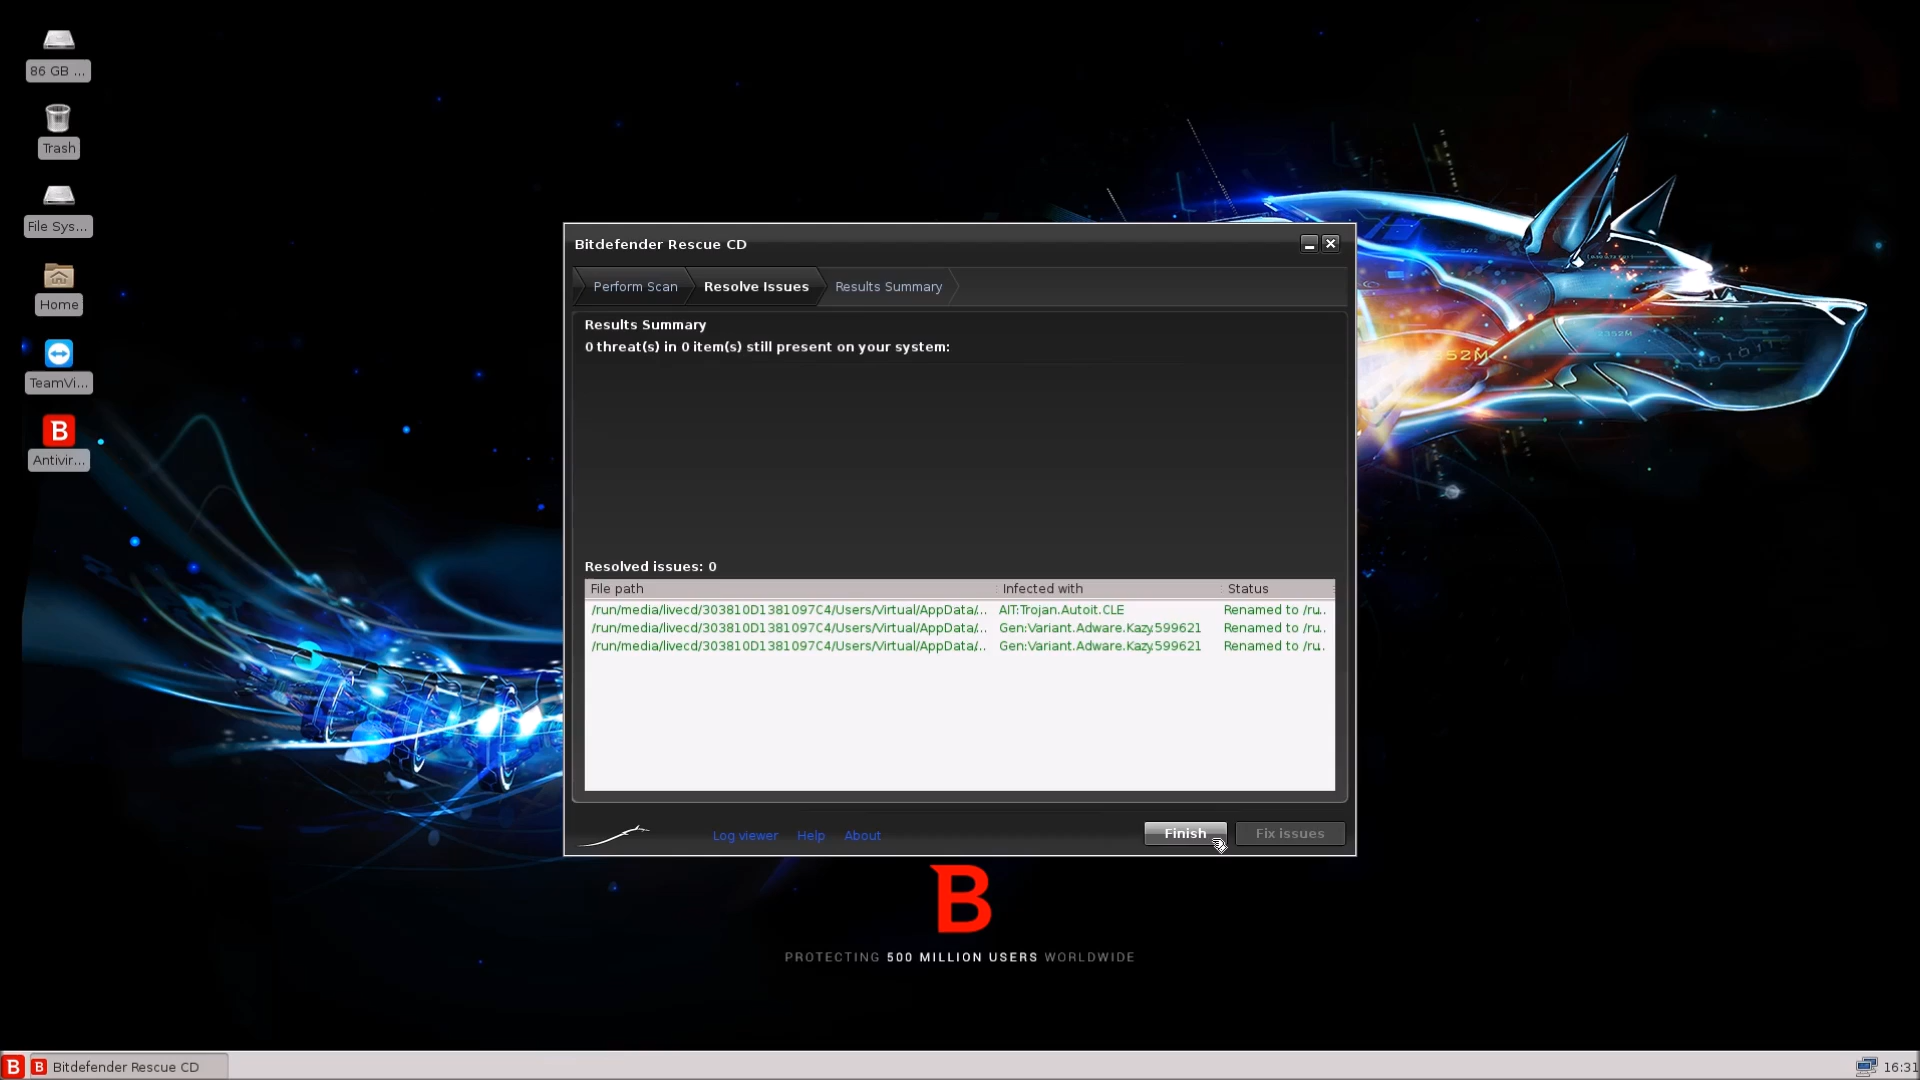 86 GB ...
Trash
File Sys...
Home
TeamVi...
Antivir...
Bitdefender Rescue CD
Perform Scan
Resolve Issues
Results Summary
Results Summary
0 threat(s) in 0 item(s) still present on your system:
Resolved issues: 0
File path Infected with Status
/run/media/livecd/303810D1381097C4/Users/Virtual/AppData/... AIT:Trojan.Autoit.CLE Renamed to /ru..
/run/media/livecd/303810D1381097C4/Users/Virtual/AppData/... Gen:Variant.Adware.Kazy.599621 Renamed to /ru..
/run/media/livecd/303810D1381097C4/Users/Virtual/AppData/... Gen:Variant.Adware.Kazy.599621 Renamed to /ru..
Log viewer Help About Finish Fix issues
352M
B
PROTECTING 500 MILLION USERS WORLDWIDE
B B Bitdefender Rescue CD 16:31